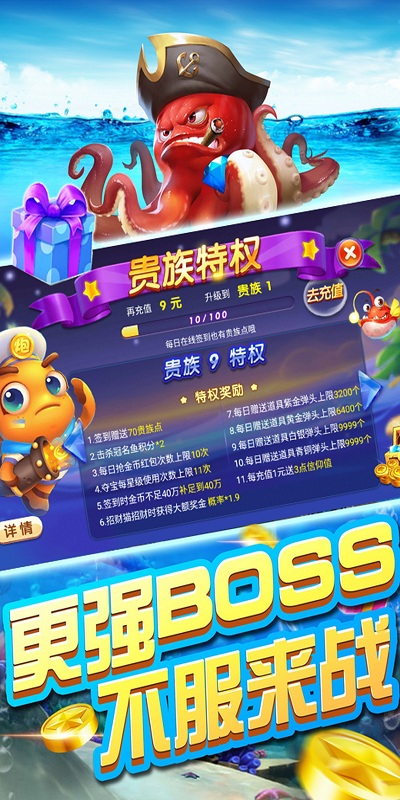 贵族特权
再充值 9 元 升级到 贵族 1
去充值
10/100
每日在线签到也有贵族点哦
贵族 9 特权
特权奖励
1.签到赠送70贵族点
2.击杀冠名鱼积分*2
3.每日抢金币红包次数上限10次
4.夺宝每星级使用次数上限11次
5.签到时金币不足40万补足到40万
6.招财猫招财时获得大额奖金 概率*1.9
7.每日赠送道具紫金弹头上限3200个
8.每日赠送道具黄金弹头上限6400个
9.每日赠送道具白银弹头上限9999个
10.每日赠送道具青铜弹头上限9999个
11.每充值1元送3点信仰值
炮
详情
更强BOSS
不服来战